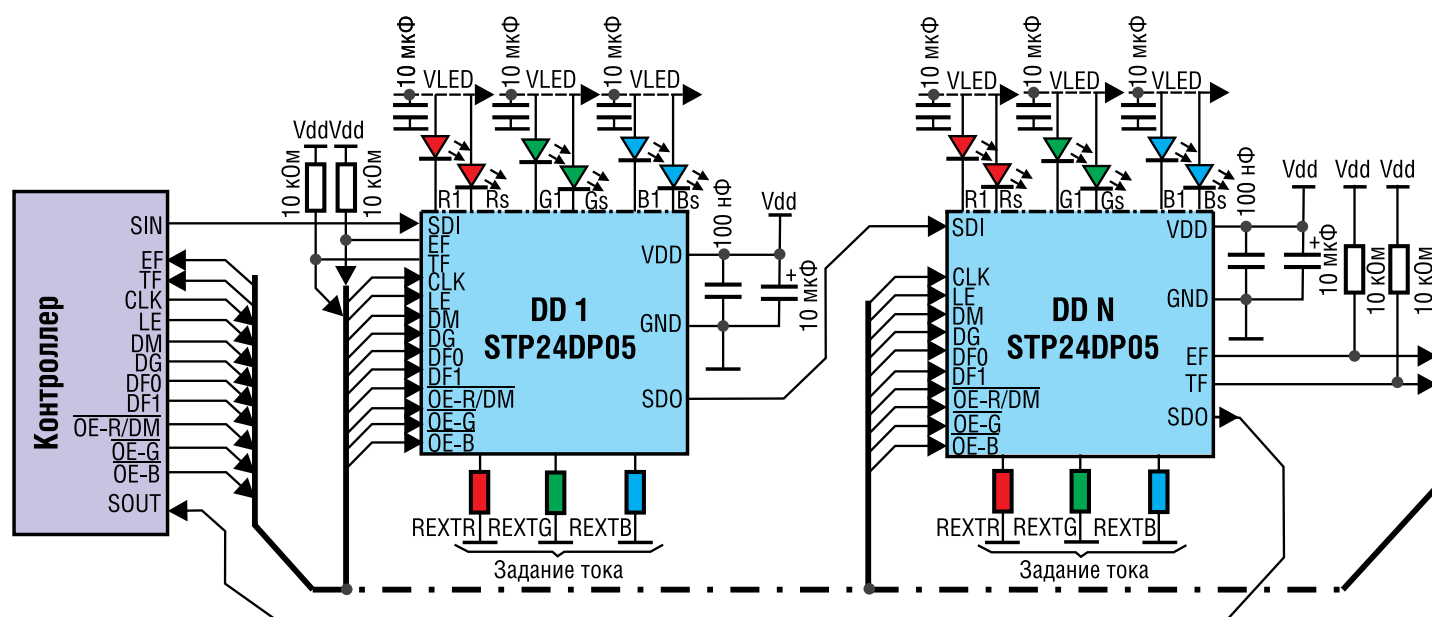 Контроллер
SIN
EF
TF
CLK
LE
DM
DG
DF0
DF1
OE-R/DM
OE-G
OE-B
SOUT
Vdd Vdd
10 кОм
10 кОм
10 мкФ
VLED
10 мкФ
VLED
10 мкФ
VLED
R1 Rs G1 Gs B1 Bs
SDI
EF
TF
CLK
LE
DM
DG
DF0
DF1
OE-R/DM
OE-G
OE-B
DD 1
STP24DP05
VDD
GND
SDO
100 нФ
Vdd
+
10 мкФ
REXTR REXTG REXTB
Задание тока
10 мкФ
VLED
10 мкФ
VLED
10 мкФ
VLED
R1 Rs G1 Gs B1 Bs
SDI
CLK
LE
DM
DG
DF0
DF1
OE-R/DM
OE-G
OE-B
DD N
STP24DP05
VDD
GND
EF
TF
SDO
100 нФ
Vdd
+
10 мкФ
Vdd Vdd
10 кОм
10 кОм
REXTR REXTG REXTB
Задание тока